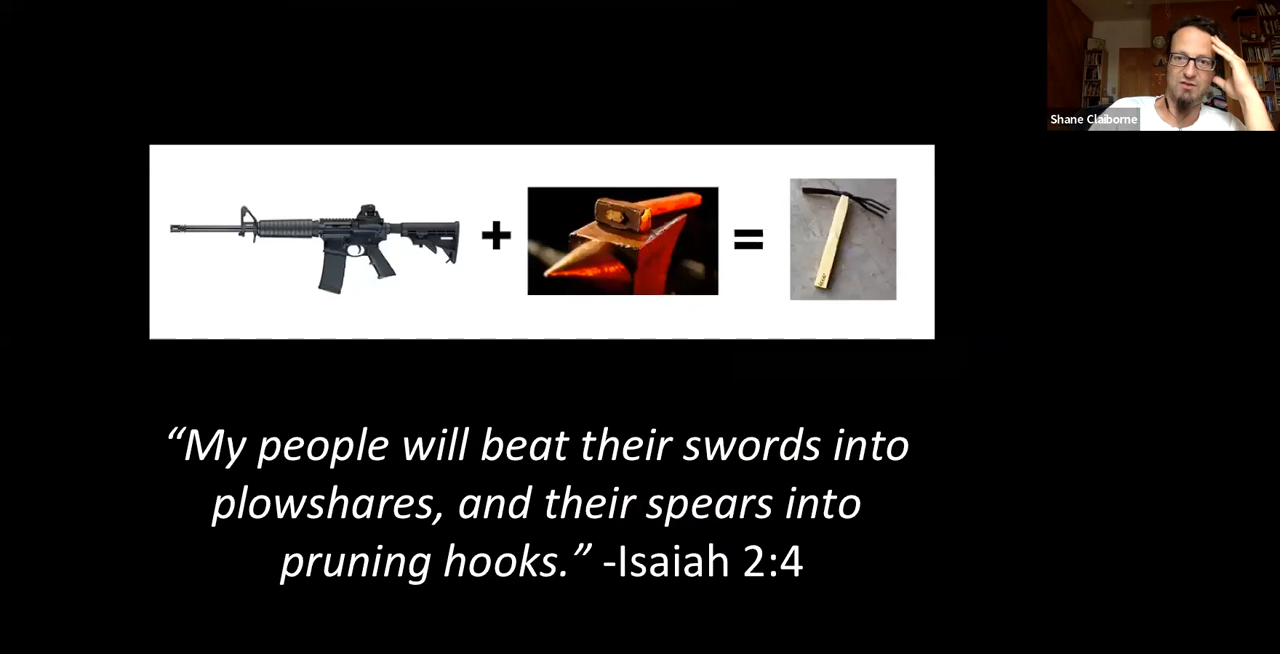 Shane Claiborne
+
=
“My people will beat their swords into
plowshares, and their spears into
pruning hooks.” -Isaiah 2:4